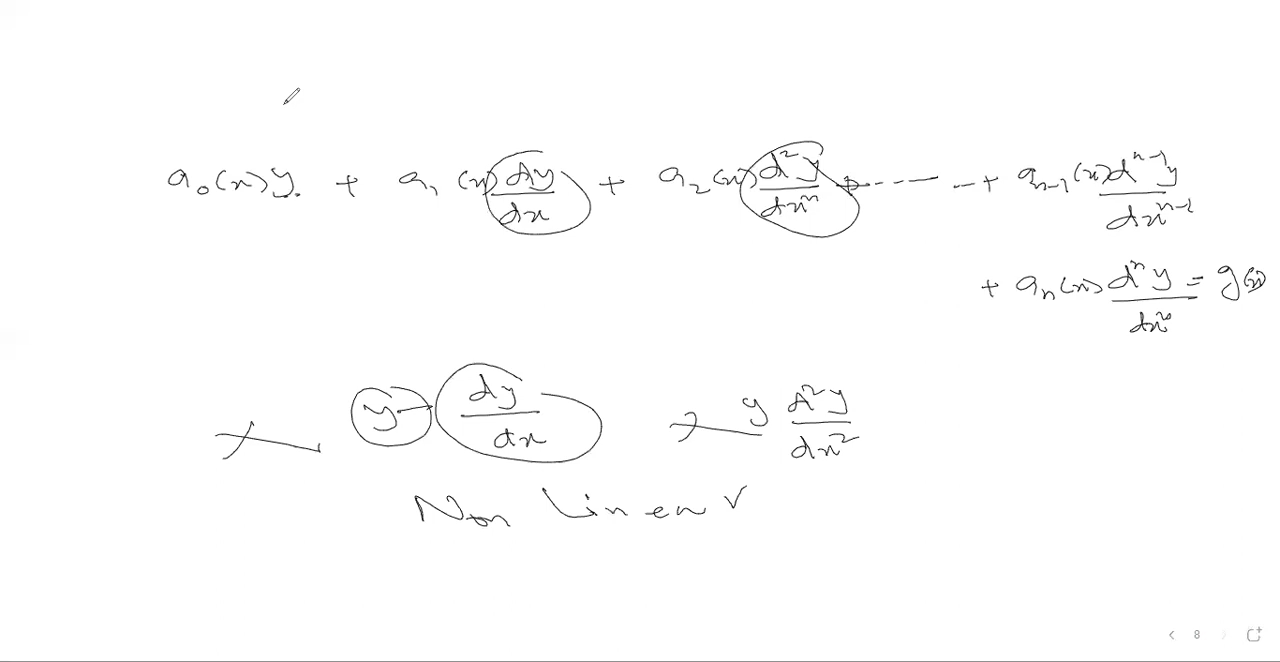 a₀(x)y. + a₁(x) dy/dx + a₂(x) d²y/dxⁿ + ------- --+ aₙ₋₁(x) dⁿ⁻¹y/dxⁿ⁻¹
+ aₙ(x) dⁿy/dxⁿ = g(x)
y dy/dx y d²y/dx²
Non Linear
8